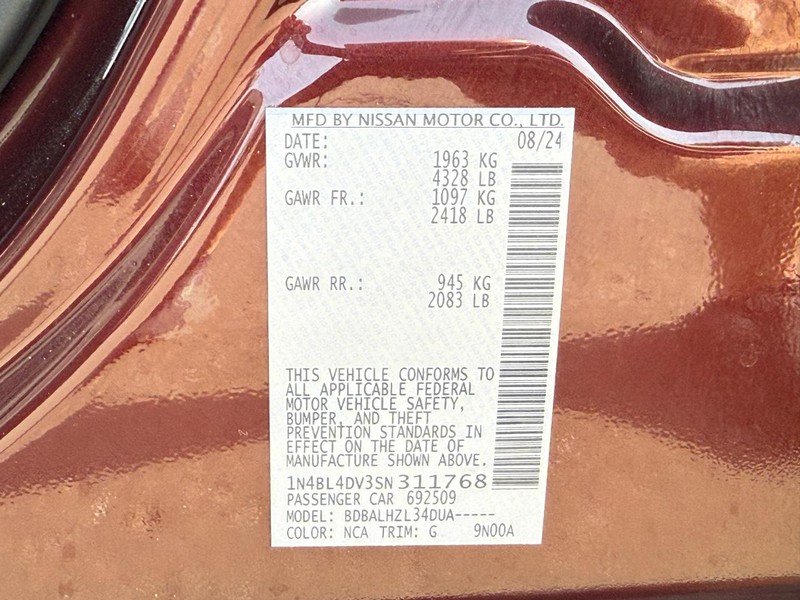 MFD BY NISSAN MOTOR CO., LTD.
DATE: 08/24
GVWR: 1963 KG
4328 LB
GAWR FR.: 1097 KG
2418 LB
GAWR RR.: 945 KG
2083 LB
THIS VEHICLE CONFORMS TO
ALL APPLICABLE FEDERAL
MOTOR VEHICLE SAFETY,
BUMPER, AND THEFT
PREVENTION STANDARDS IN
EFFECT ON THE DATE OF
MANUFACTURE SHOWN ABOVE.
1N4BL4DV3SN311768
PASSENGER CAR 692509
MODEL: BDBALHZL34DUA-----
COLOR: NCA TRIM: G 9N00A